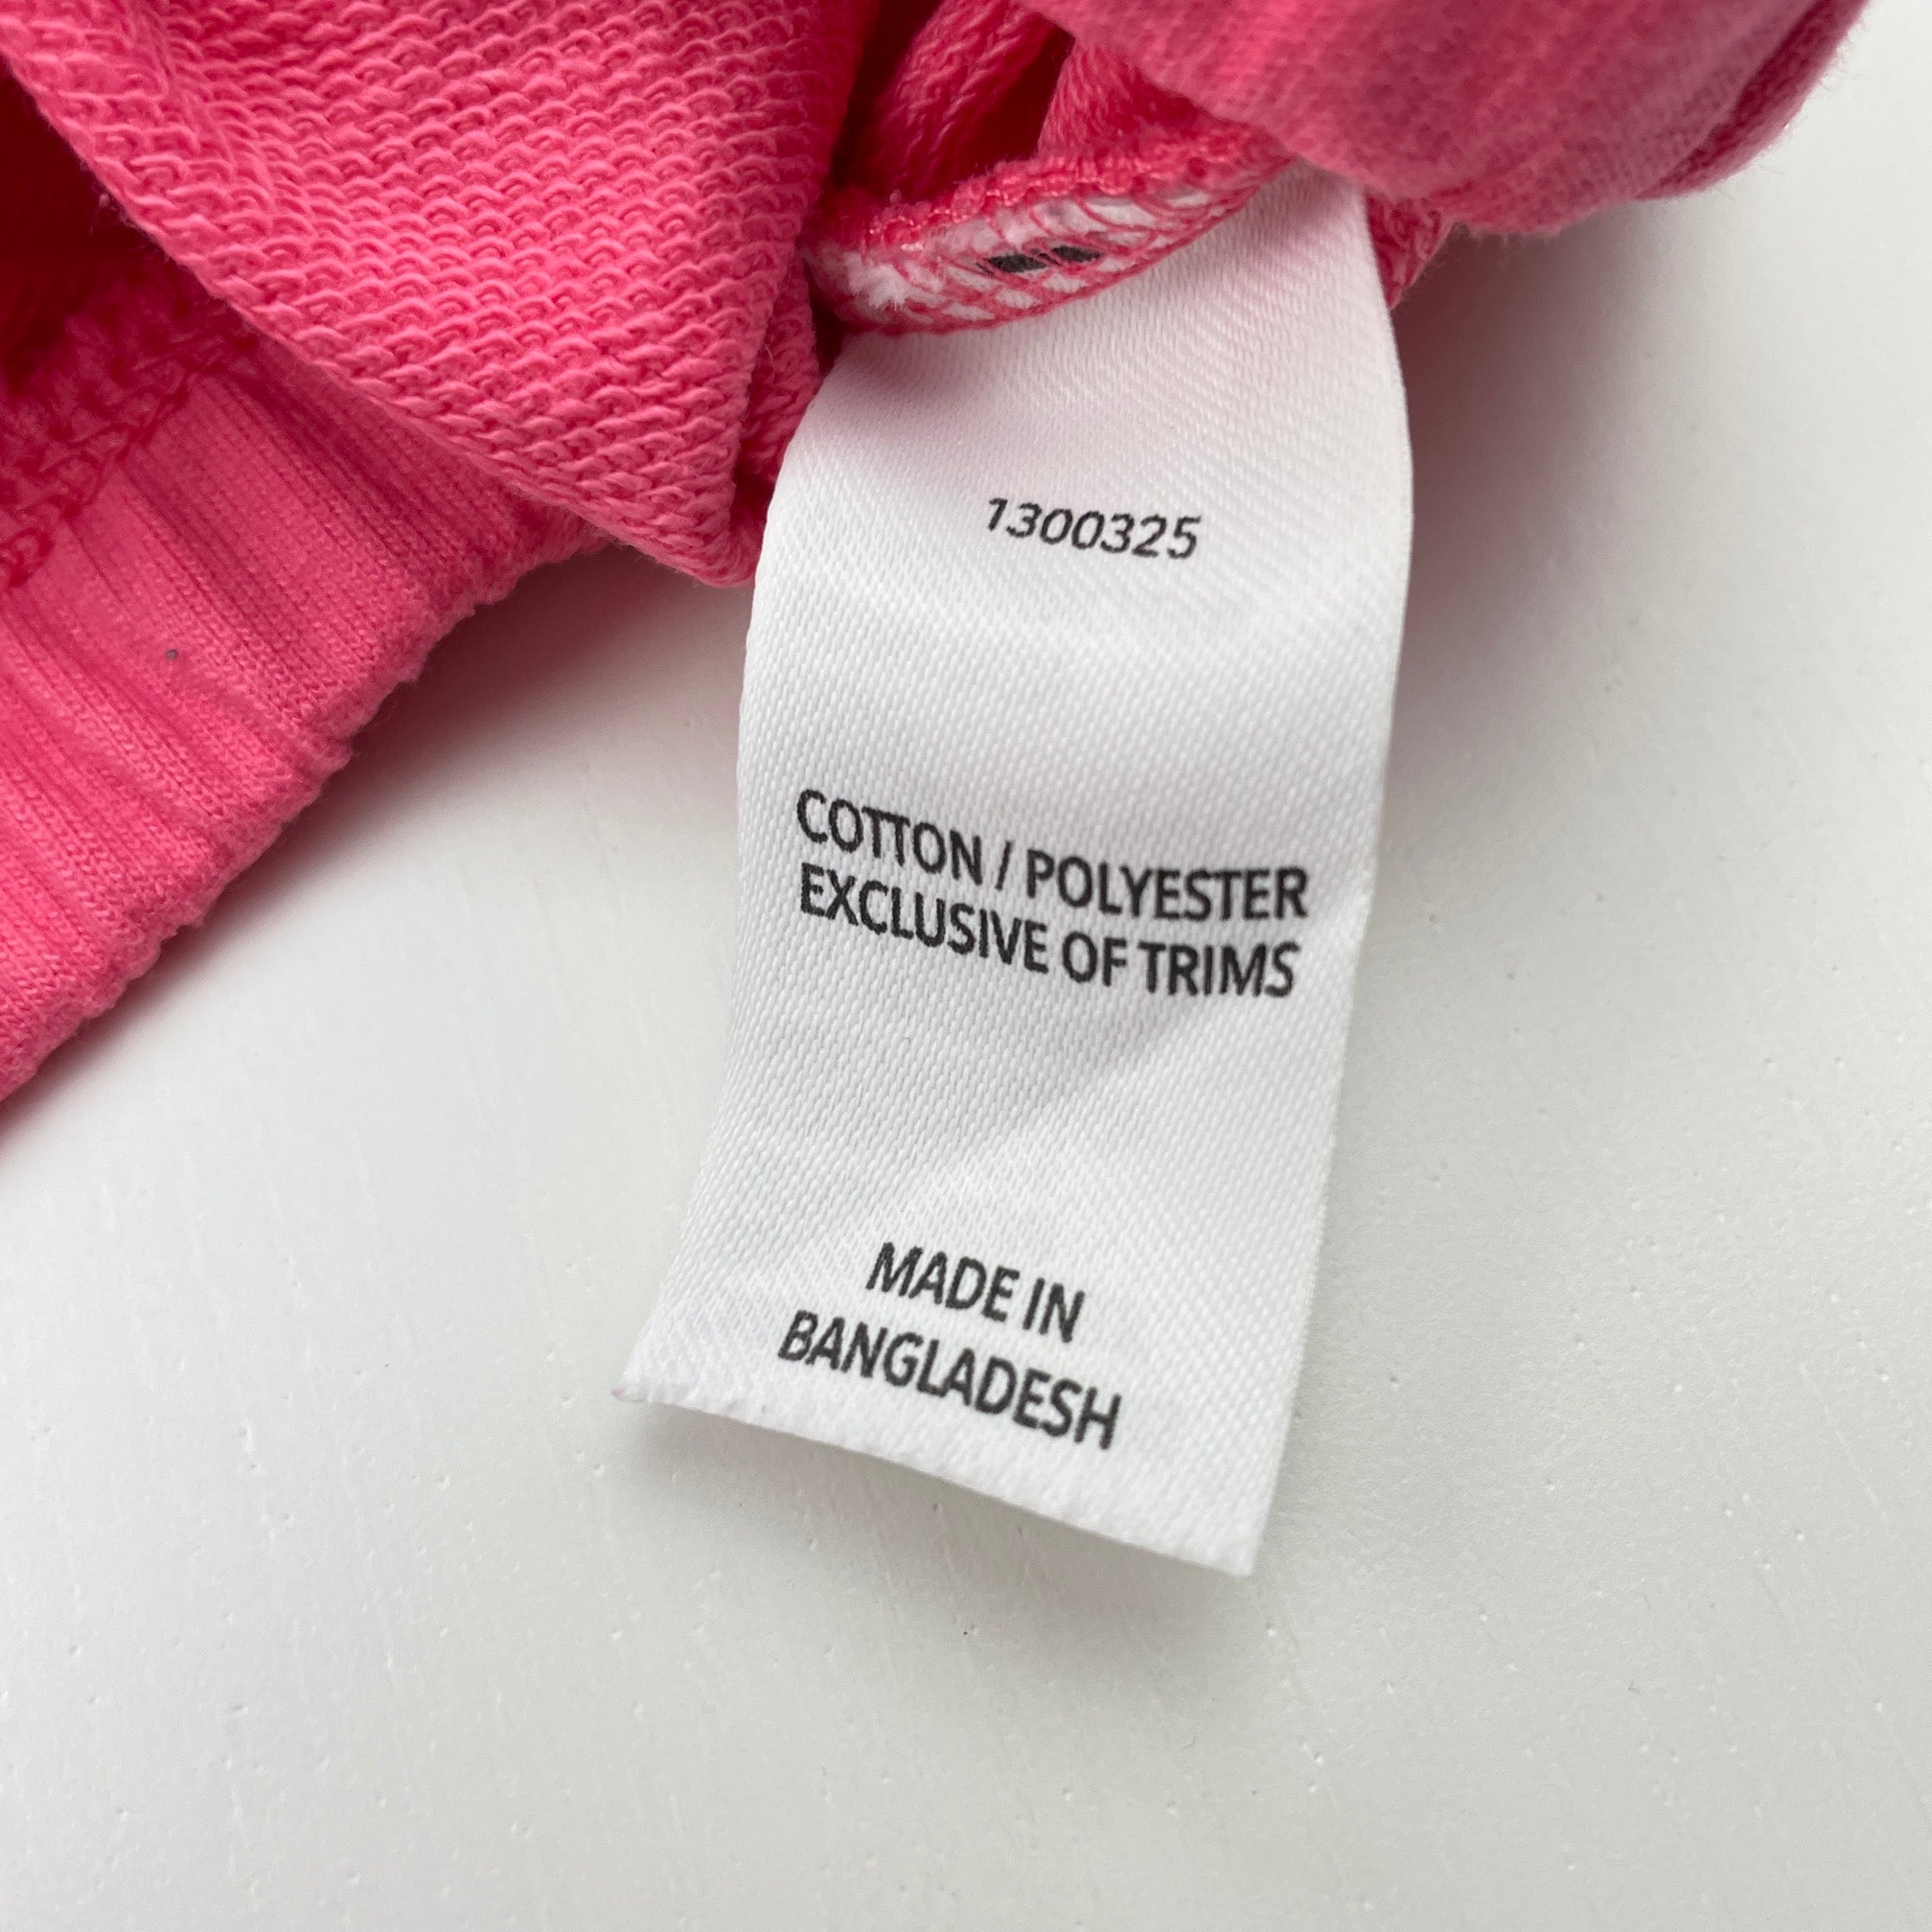 1300325
COTTON / POLYESTER
EXCLUSIVE OF TRIMS
MADE IN
BANGLADESH